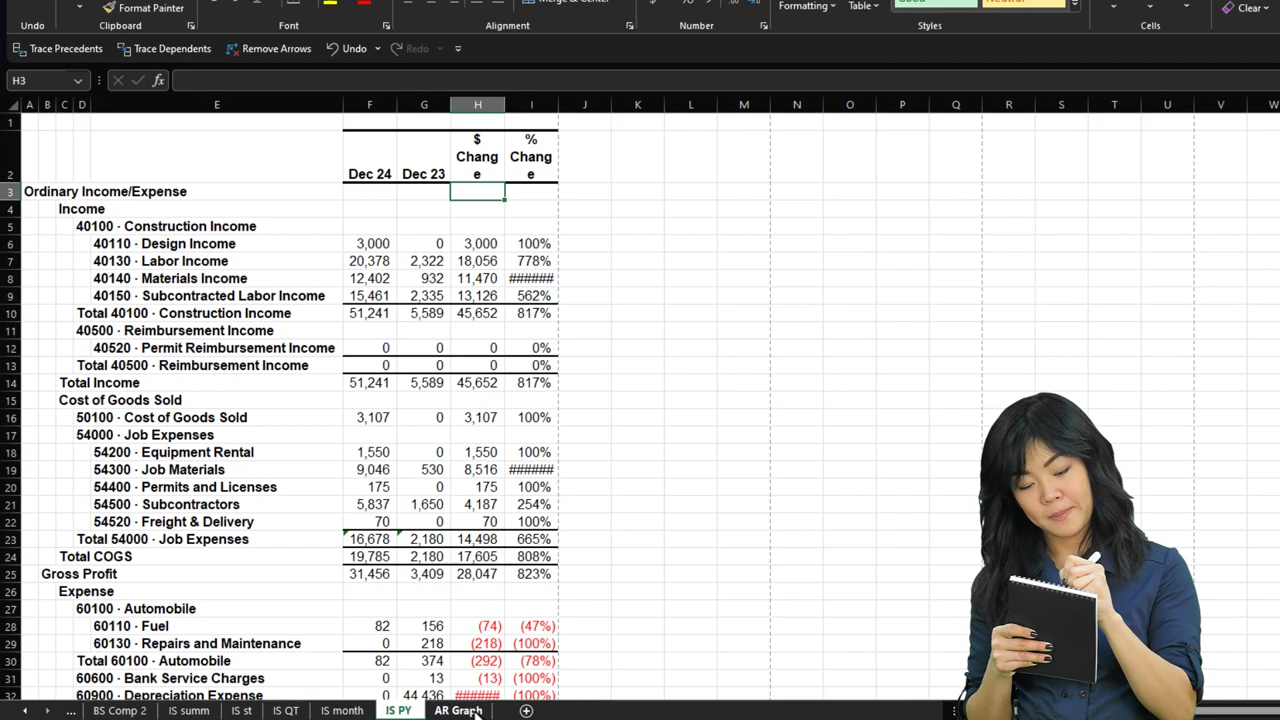 Format Painter
Merge & Center
$
%
Formatting
Table
Good
Neutral
Clear
Undo
Clipboard
Font
Alignment
Number
Styles
Cells
Trace Precedents
Trace Dependents
Remove Arrows
Undo
Redo
H3
fx
A B C D E F G H I J K L M N O P Q R S T U V W
1
2 Dec 24 Dec 23 $ Chang e % Chang e
3 Ordinary Income/Expense
4 Income
5 40100 · Construction Income
6 40110 · Design Income 3,000 0 3,000 100%
7 40130 · Labor Income 20,378 2,322 18,056 778%
8 40140 · Materials Income 12,402 932 11,470 ######
9 40150 · Subcontracted Labor Income 15,461 2,335 13,126 562%
10 Total 40100 · Construction Income 51,241 5,589 45,652 817%
11 40500 · Reimbursement Income
12 40520 · Permit Reimbursement Income 0 0 0 0%
13 Total 40500 · Reimbursement Income 0 0 0 0%
14 Total Income 51,241 5,589 45,652 817%
15 Cost of Goods Sold
16 50100 · Cost of Goods Sold 3,107 0 3,107 100%
17 54000 · Job Expenses
18 54200 · Equipment Rental 1,550 0 1,550 100%
19 54300 · Job Materials 9,046 530 8,516 ######
20 54400 · Permits and Licenses 175 0 175 100%
21 54500 · Subcontractors 5,837 1,650 4,187 254%
22 54520 · Freight & Delivery 70 0 70 100%
23 Total 54000 · Job Expenses 16,678 2,180 14,498 665%
24 Total COGS 19,785 2,180 17,605 808%
25 Gross Profit 31,456 3,409 28,047 823%
26 Expense
27 60100 · Automobile
28 60110 · Fuel 82 156 (74) (47%)
29 60130 · Repairs and Maintenance 0 218 (218) (100%)
30 Total 60100 · Automobile 82 374 (292) (78%)
31 60600 · Bank Service Charges 0 13 (13) (100%)
32 60900 · Depreciation Expense 0 44,436 ###### (100%)
... BS Comp 2 IS summ IS st IS QT IS month IS PY AR Graph